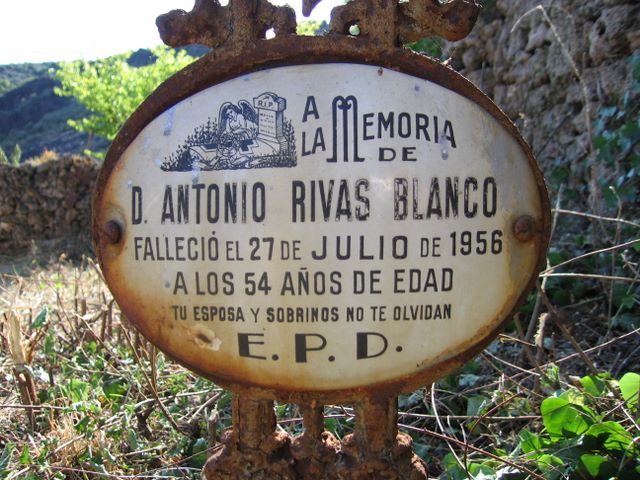 R.I.P.
A LA MEMORIA DE
D. ANTONIO RIVAS BLANCO
FALLECIÓ EL 27 DE JULIO DE 1956
A LOS 54 AÑOS DE EDAD
TU ESPOSA Y SOBRINOS NO TE OLVIDAN
E.P.D.